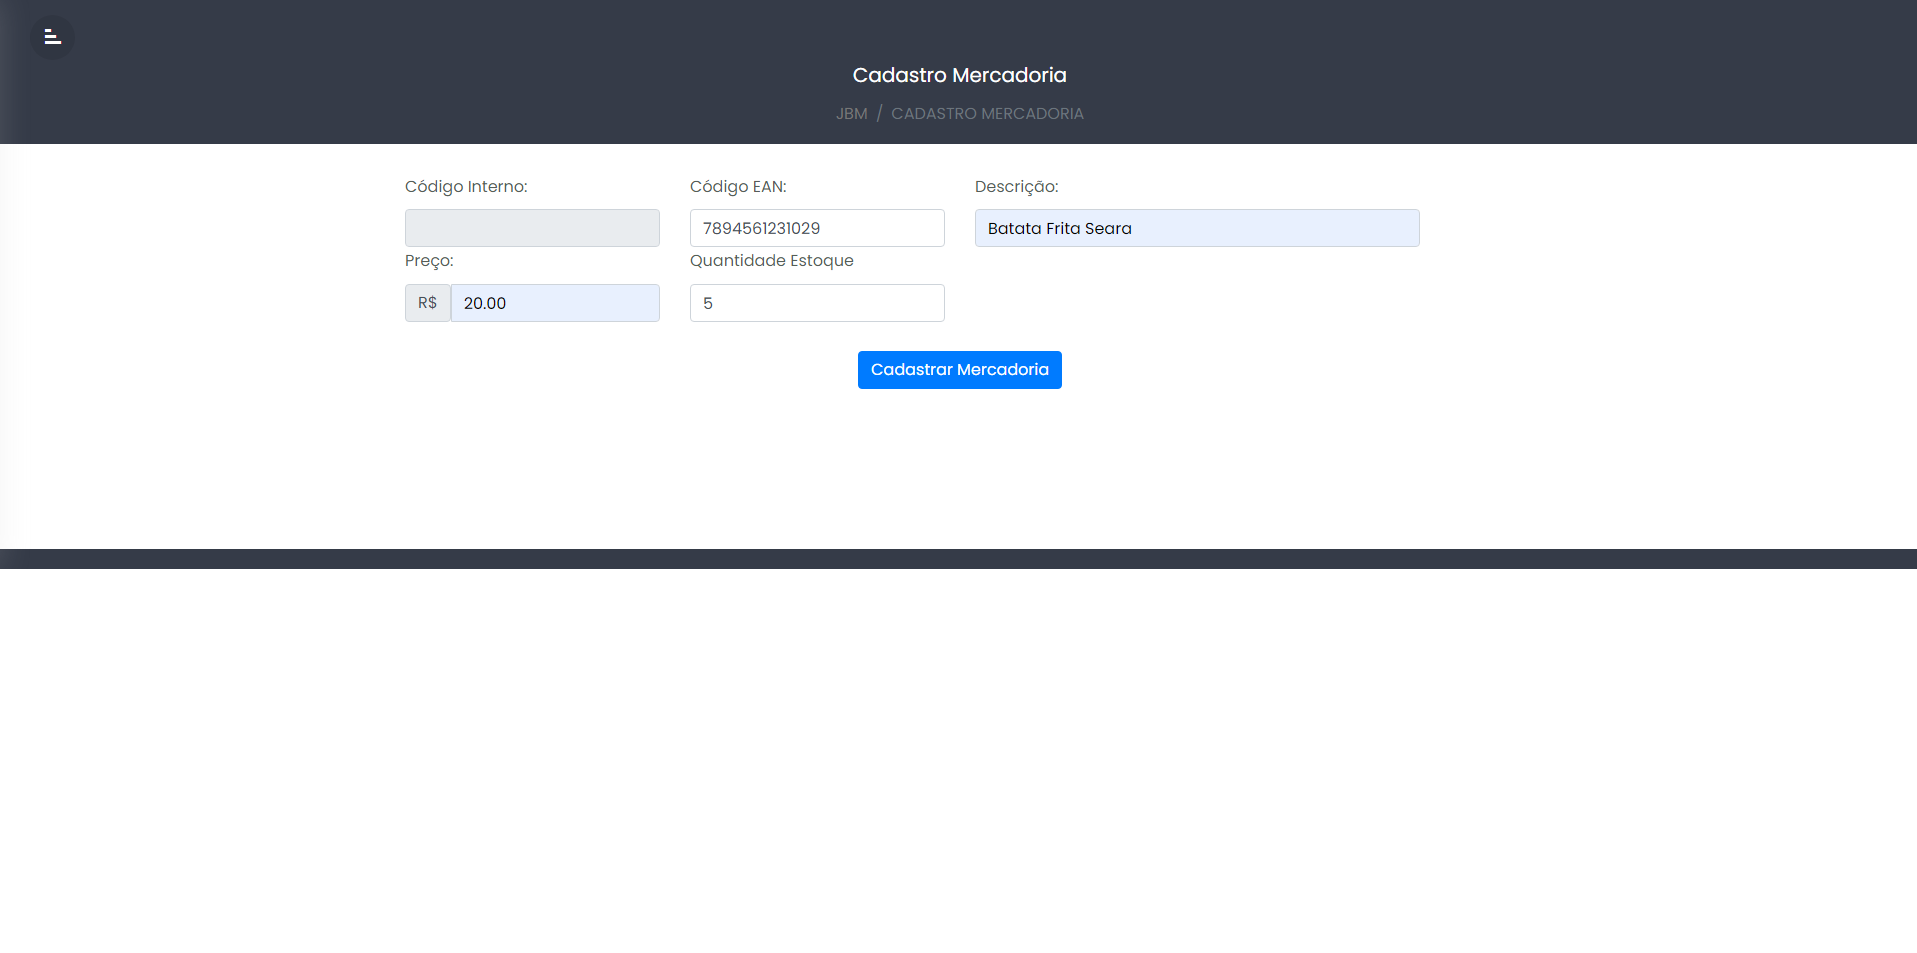 Cadastro Mercadoria
JBM / CADASTRO MERCADORIA
Código Interno: Código EAN: Descrição:
7894561231029 Batata Frita Seara
Preço: Quantidade Estoque
R$ 20.00 5
Cadastrar Mercadoria